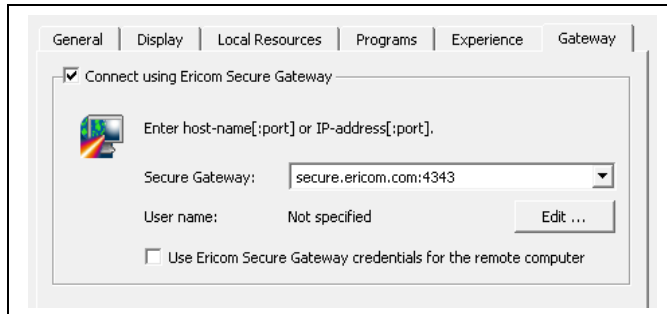 General Display Local Resources Programs Experience Gateway
Connect using Ericom Secure Gateway
Enter host-name[:port] or IP-address[:port].
Secure Gateway: secure.ericom.com:4343
User name: Not specified Edit ...
Use Ericom Secure Gateway credentials for the remote computer